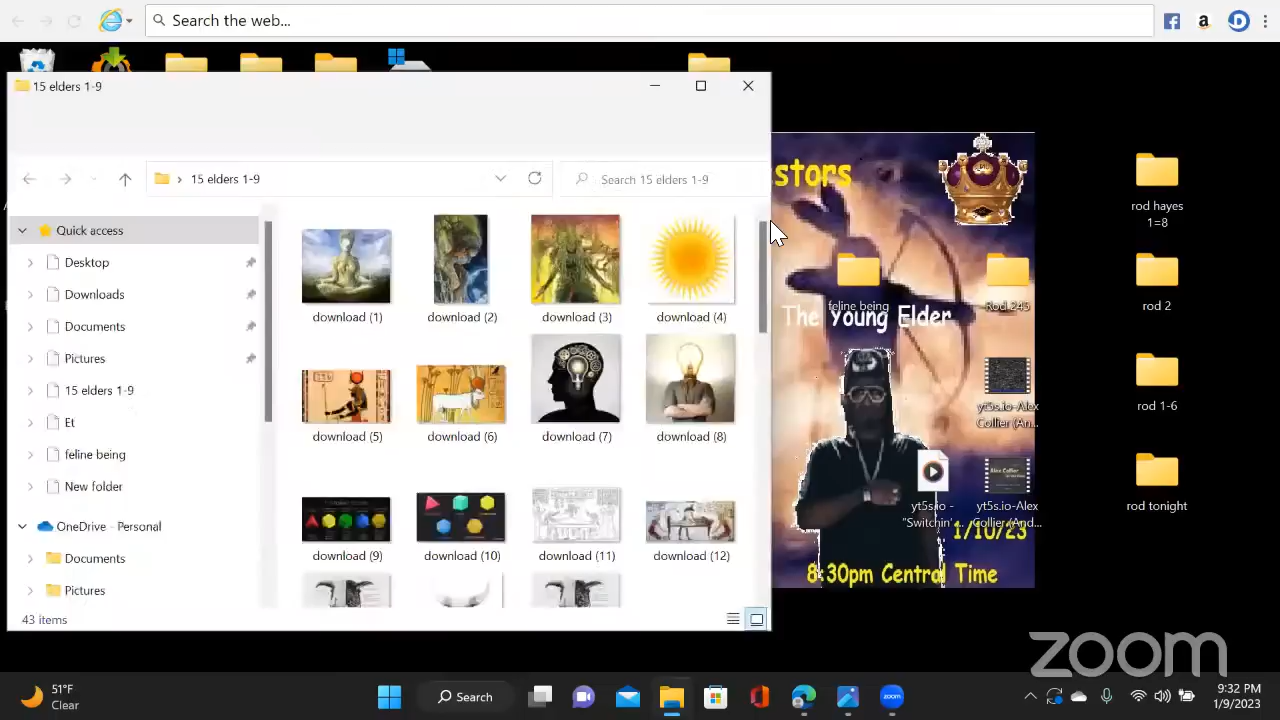 Search the web...
15 elders 1-9
15 elders 1-9
Search 15 elders 1-9
Quick access
Desktop
Downloads
Documents
Pictures
15 elders 1-9
Et
feline being
New folder
OneDrive - Personal
Documents
Pictures
download (1)
download (2)
download (3)
download (4)
download (5)
download (6)
download (7)
download (8)
download (9)
download (10)
download (11)
download (12)
43 items
stors
The Young Elder
1/10/23
8:30pm Central Time
feline being
Rod 245
yt5s.io-Alex
Collier (An...
yt5s.io -
"Switchin'...
yt5s.io-Alex
Collier (And...
rod hayes
1=8
rod 2
rod 1-6
rod tonight
zoom
51°F
Clear
Search
zoom
9:32 PM
1/9/2023